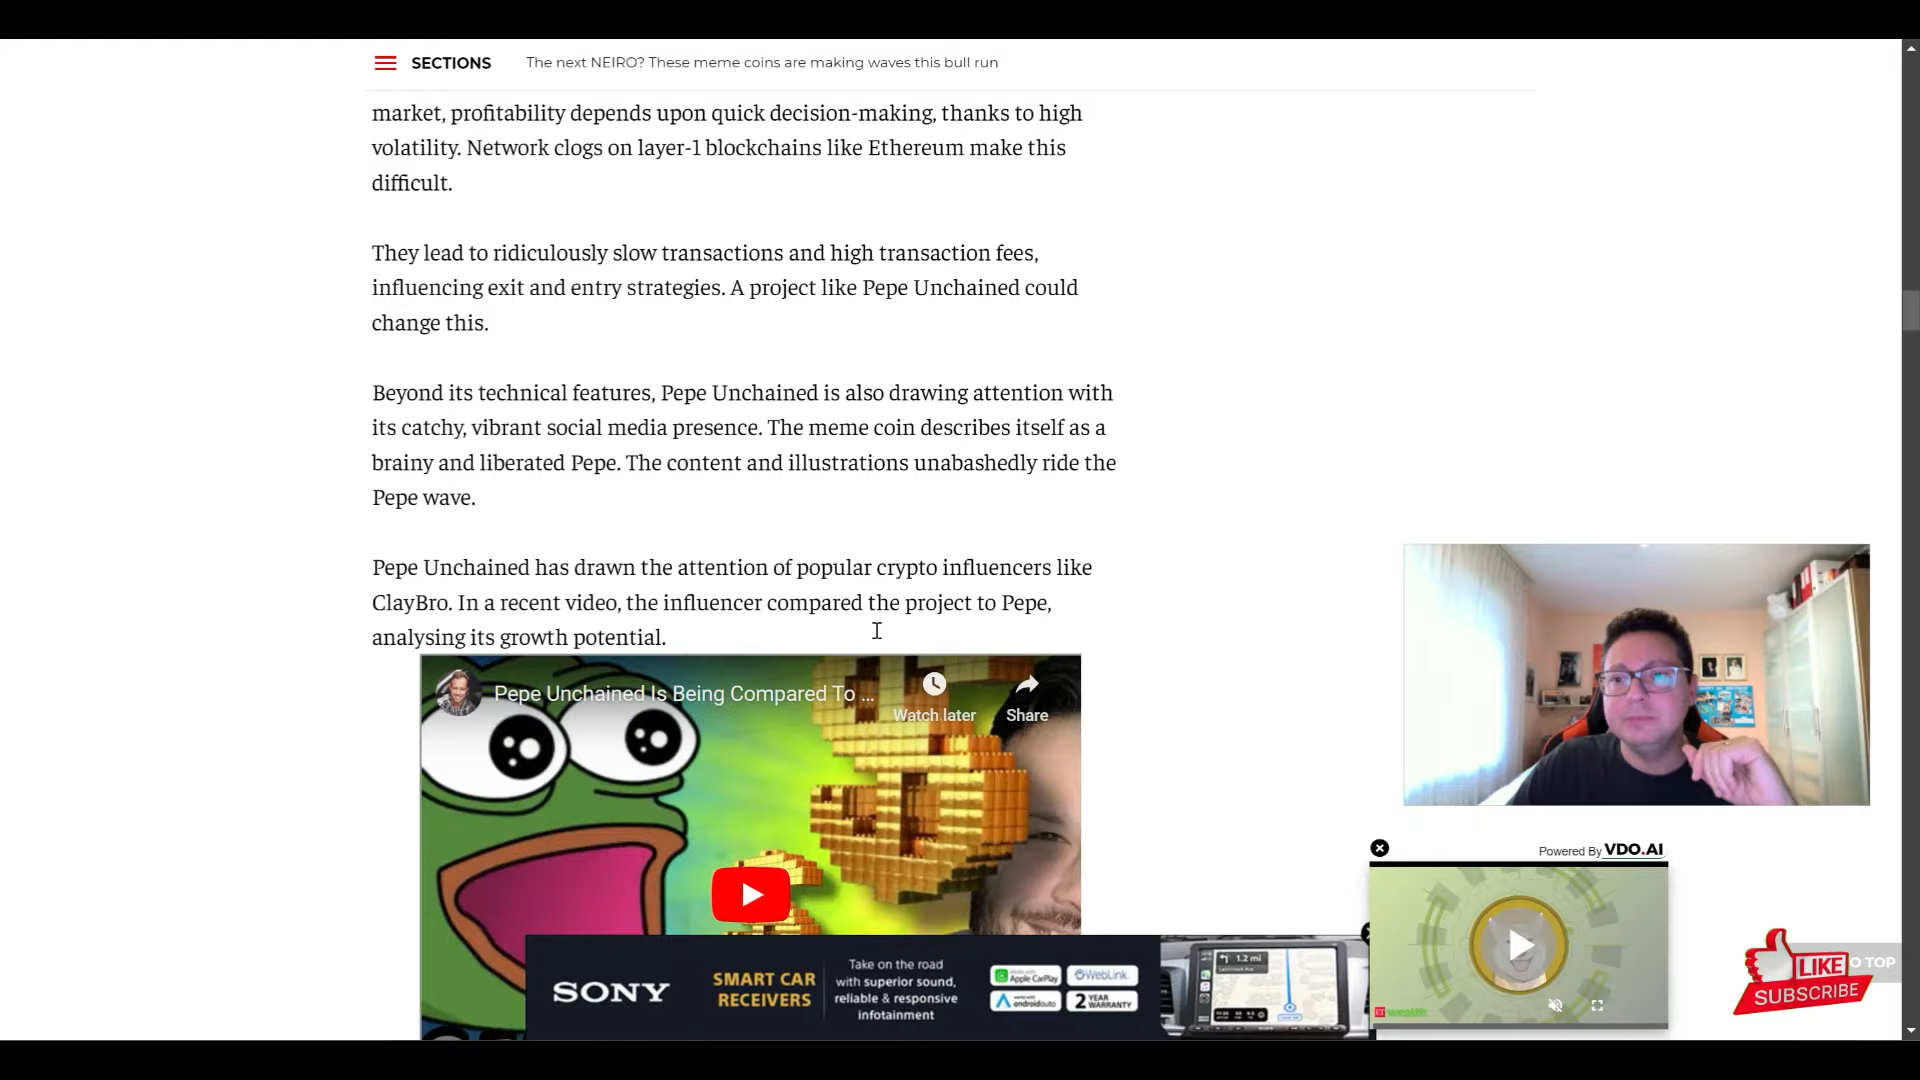 SECTIONS
The next NEIRO? These meme coins are making waves this bull run
market, profitability depends upon quick decision-making, thanks to high
volatility. Network clogs on layer-1 blockchains like Ethereum make this
difficult.
They lead to ridiculously slow transactions and high transaction fees,
influencing exit and entry strategies. A project like Pepe Unchained could
change this.
Beyond its technical features, Pepe Unchained is also drawing attention with
its catchy, vibrant social media presence. The meme coin describes itself as a
brainy and liberated Pepe. The content and illustrations unabashedly ride the
Pepe wave.
Pepe Unchained has drawn the attention of popular crypto influencers like
ClayBro. In a recent video, the influencer compared the project to Pepe,
analysing its growth potential.
Pepe Unchained Is Being Compared To ...
Watch later
Share
Powered By VDO.AI
ET wealth
SONY
SMART CAR
RECEIVERS
Take on the road
with superior sound,
reliable & responsive
infotainment
Apple CarPlay
WebLink
androidauto
2 YEAR
WARRANTY
1.2 mi
LIKE
SUBSCRIBE
O TOP